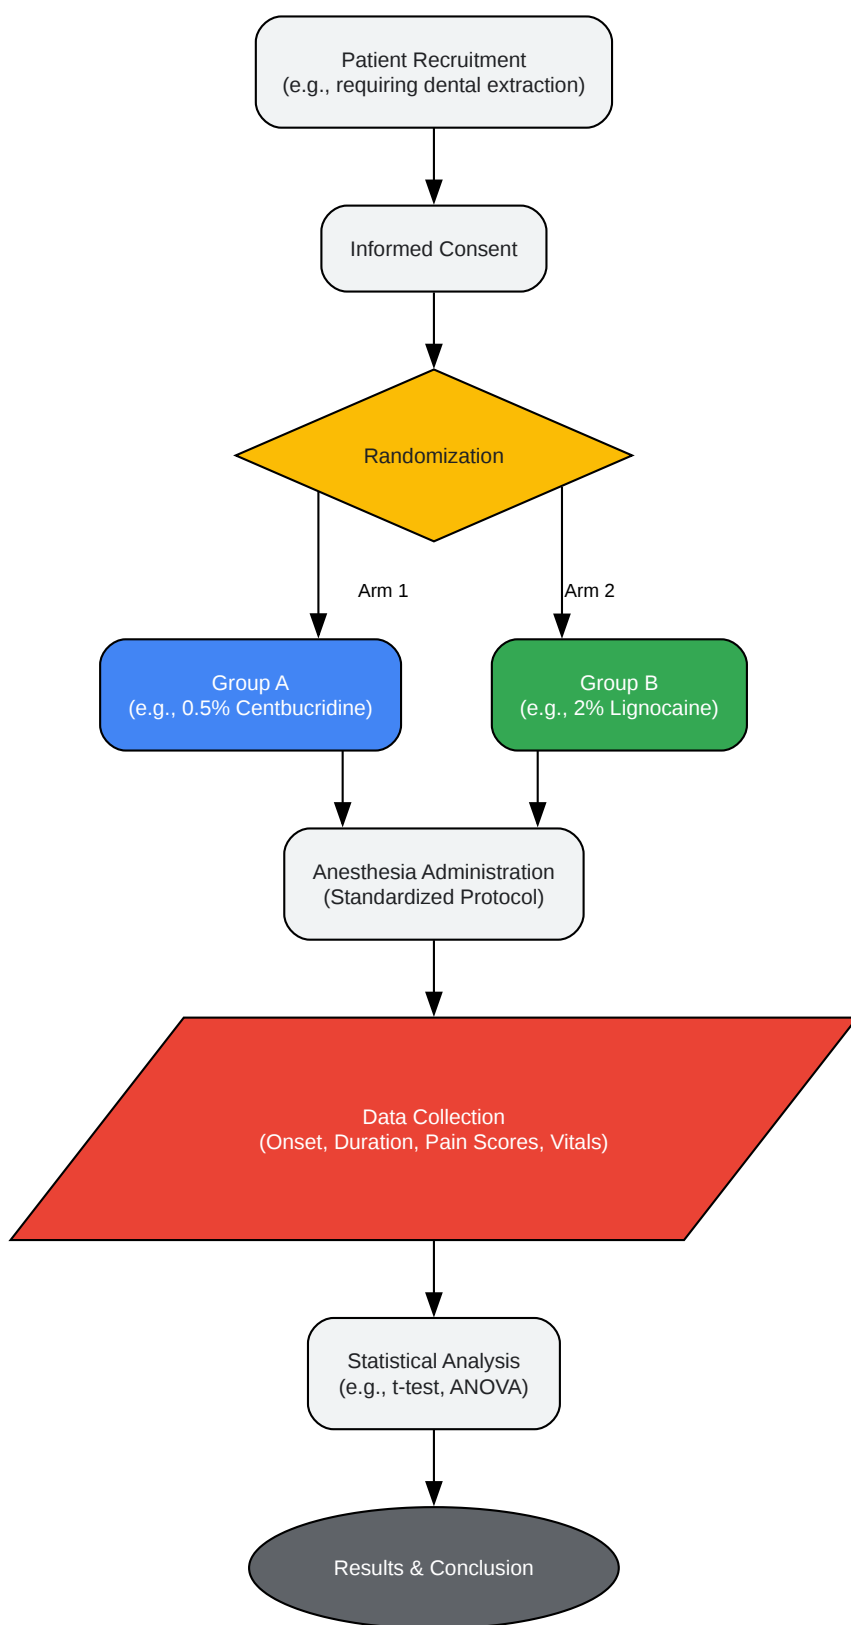 Patient Recruitment
(e.g., requiring dental extraction)
Informed Consent
Randomization
Arm 1
Arm 2
Group A
(e.g., 0.5% Centbucridine)
Group B
(e.g., 2% Lignocaine)
Anesthesia Administration
(Standardized Protocol)
Data Collection
(Onset, Duration, Pain Scores, Vitals)
Statistical Analysis
(e.g., t-test, ANOVA)
Results & Conclusion